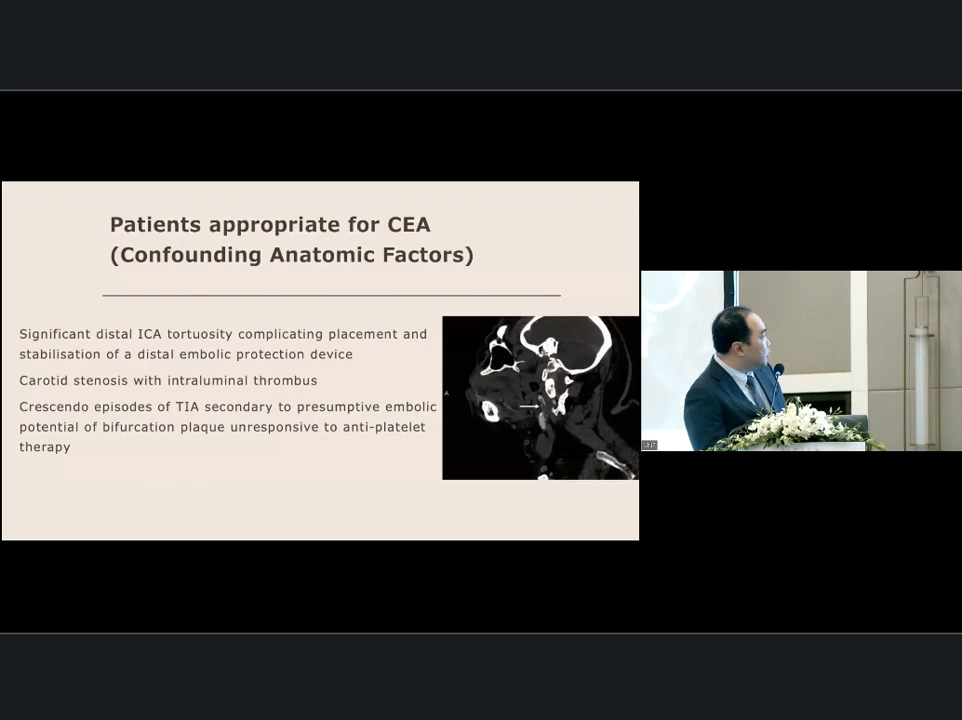 Patients appropriate for CEA
(Confounding Anatomic Factors)
Significant distal ICA tortuosity complicating placement and
stabilisation of a distal embolic protection device
Carotid stenosis with intraluminal thrombus
Crescendo episodes of TIA secondary to presumptive embolic
potential of bifurcation plaque unresponsive to anti-platelet
therapy
A